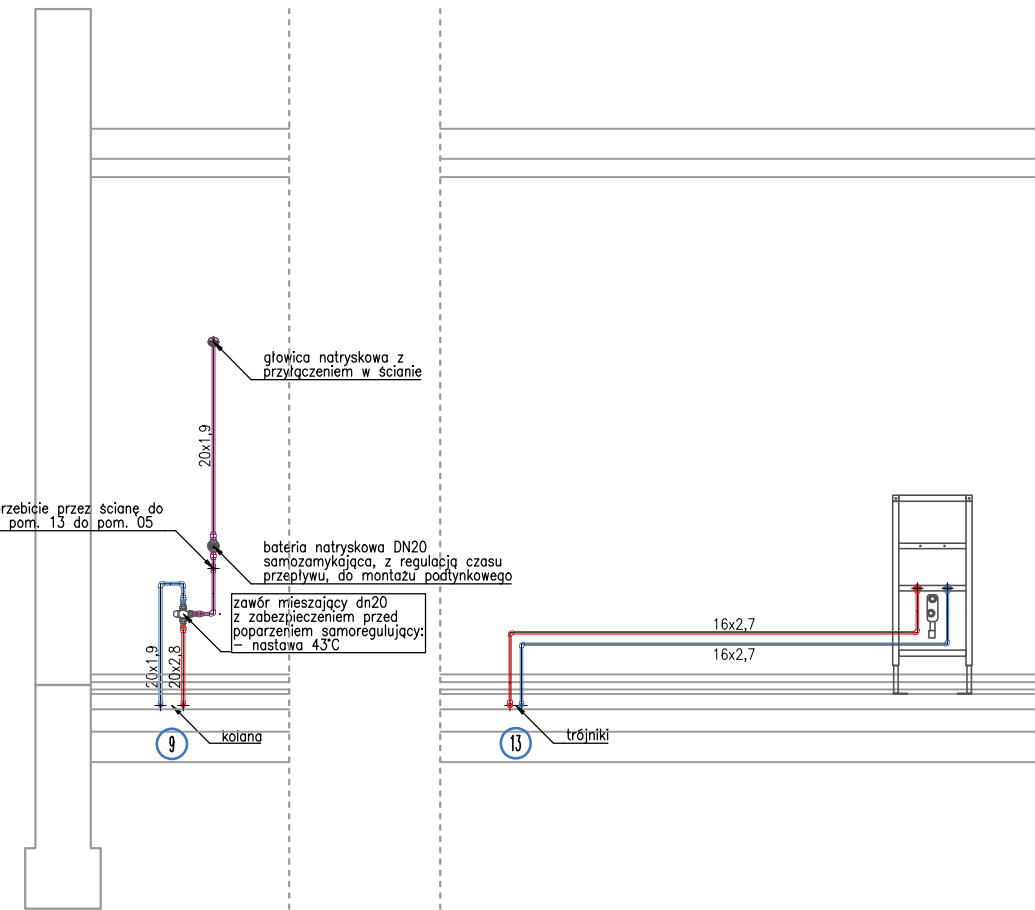 głowica natryskowa z
przyłączeniem w ścianie
20x1,9
rzebicie przez ścianę do
pom. 13 do pom. 05
bateria natryskowa DN20
samozamykająca, z regulacją czasu
przepływu, do montażu podtynkowego
zawór mieszający dn20
z zabezpieczeniem przed
poparzeniem samoregulujący:
– nastawa 43°C
20x1,9
20x2,8
16x2,7
16x2,7
9
kolana
13
trójniki